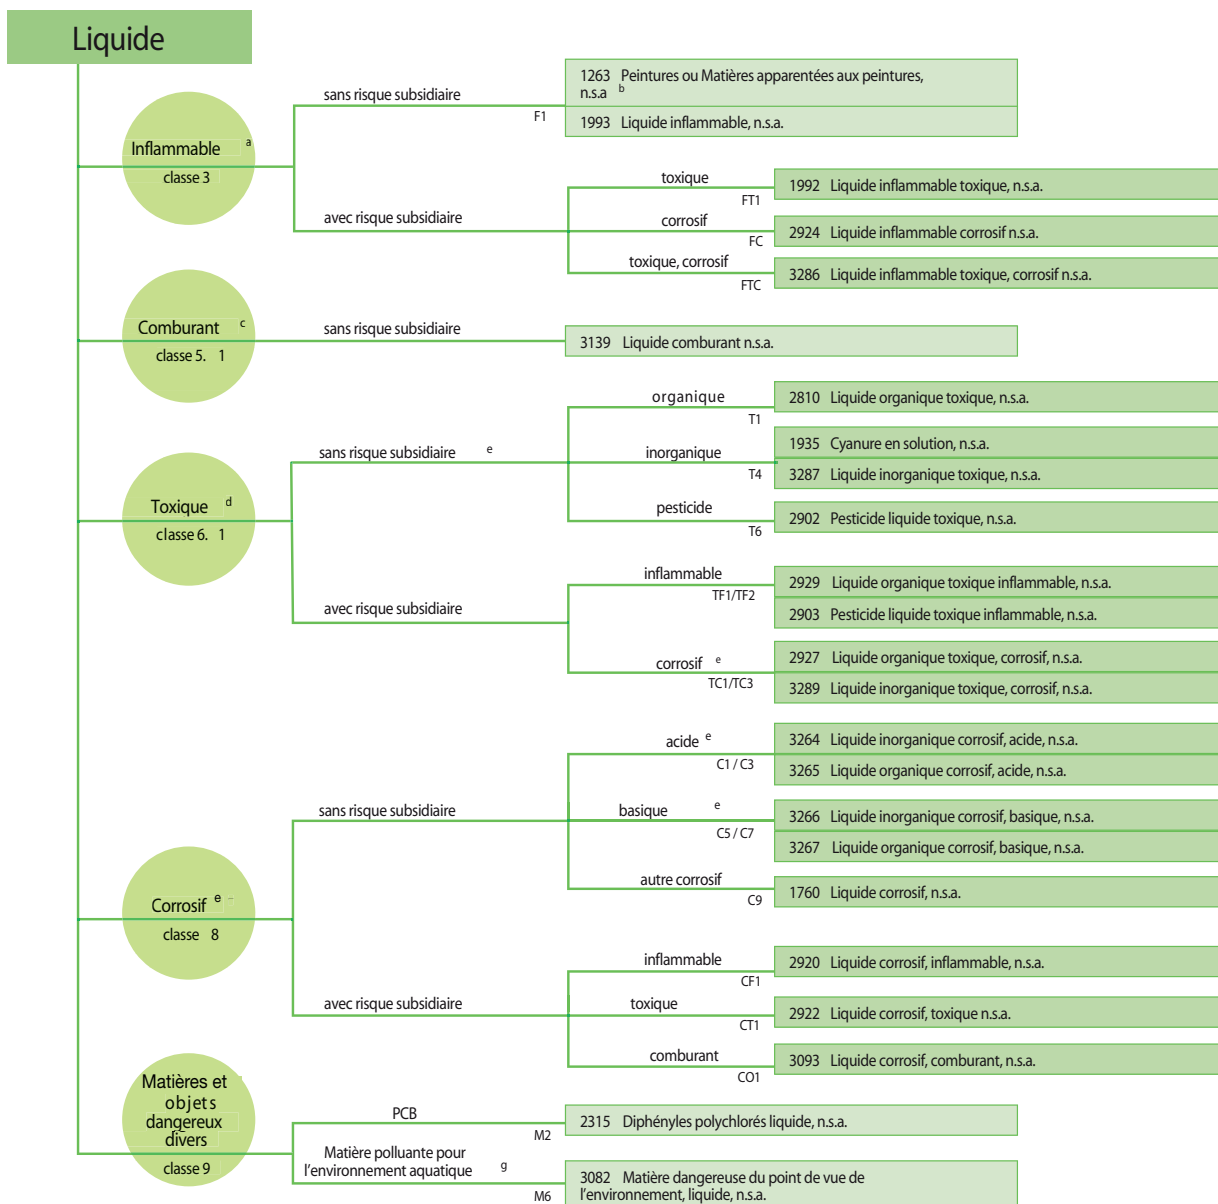 Liquide
Inflammable a
classe 3
sans risque subsidiaire
F1
1263 Peintures ou Matières apparentées aux peintures,
n.s.a b
1993 Liquide inflammable, n.s.a.
avec risque subsidiaire
toxique
FT1
1992 Liquide inflammable toxique, n.s.a.
corrosif
FC
2924 Liquide inflammable corrosif n.s.a.
toxique, corrosif
FTC
3286 Liquide inflammable toxique, corrosif n.s.a.
Comburant c
classe 5. 1
sans risque subsidiaire
3139 Liquide comburant n.s.a.
Toxique d
classe 6. 1
sans risque subsidiaire e
organique
T1
2810 Liquide organique toxique, n.s.a.
inorganique
T4
1935 Cyanure en solution, n.s.a.
3287 Liquide inorganique toxique, n.s.a.
pesticide
T6
2902 Pesticide liquide toxique, n.s.a.
avec risque subsidiaire
inflammable
TF1/TF2
2929 Liquide organique toxique inflammable, n.s.a.
2903 Pesticide liquide toxique inflammable, n.s.a.
corrosif e
TC1/TC3
2927 Liquide organique toxique, corrosif, n.s.a.
3289 Liquide inorganique toxique, corrosif, n.s.a.
Corrosif e
classe 8
sans risque subsidiaire
acide e
C1 / C3
3264 Liquide inorganique corrosif, acide, n.s.a.
3265 Liquide organique corrosif, acide, n.s.a.
basique e
C5 / C7
3266 Liquide inorganique corrosif, basique, n.s.a.
3267 Liquide organique corrosif, basique, n.s.a.
autre corrosif
C9
1760 Liquide corrosif, n.s.a.
avec risque subsidiaire
inflammable
CF1
2920 Liquide corrosif, inflammable, n.s.a.
toxique
CT1
2922 Liquide corrosif, toxique n.s.a.
comburant
CO1
3093 Liquide corrosif, comburant, n.s.a.
Matières et
objets
dangereux
divers
classe 9
PCB
M2
2315 Diphényles polychlorés liquide, n.s.a.
Matière polluante pour
l'environnement aquatique g
M6
3082 Matière dangereuse du point de vue de
l'environnement, liquide, n.s.a.